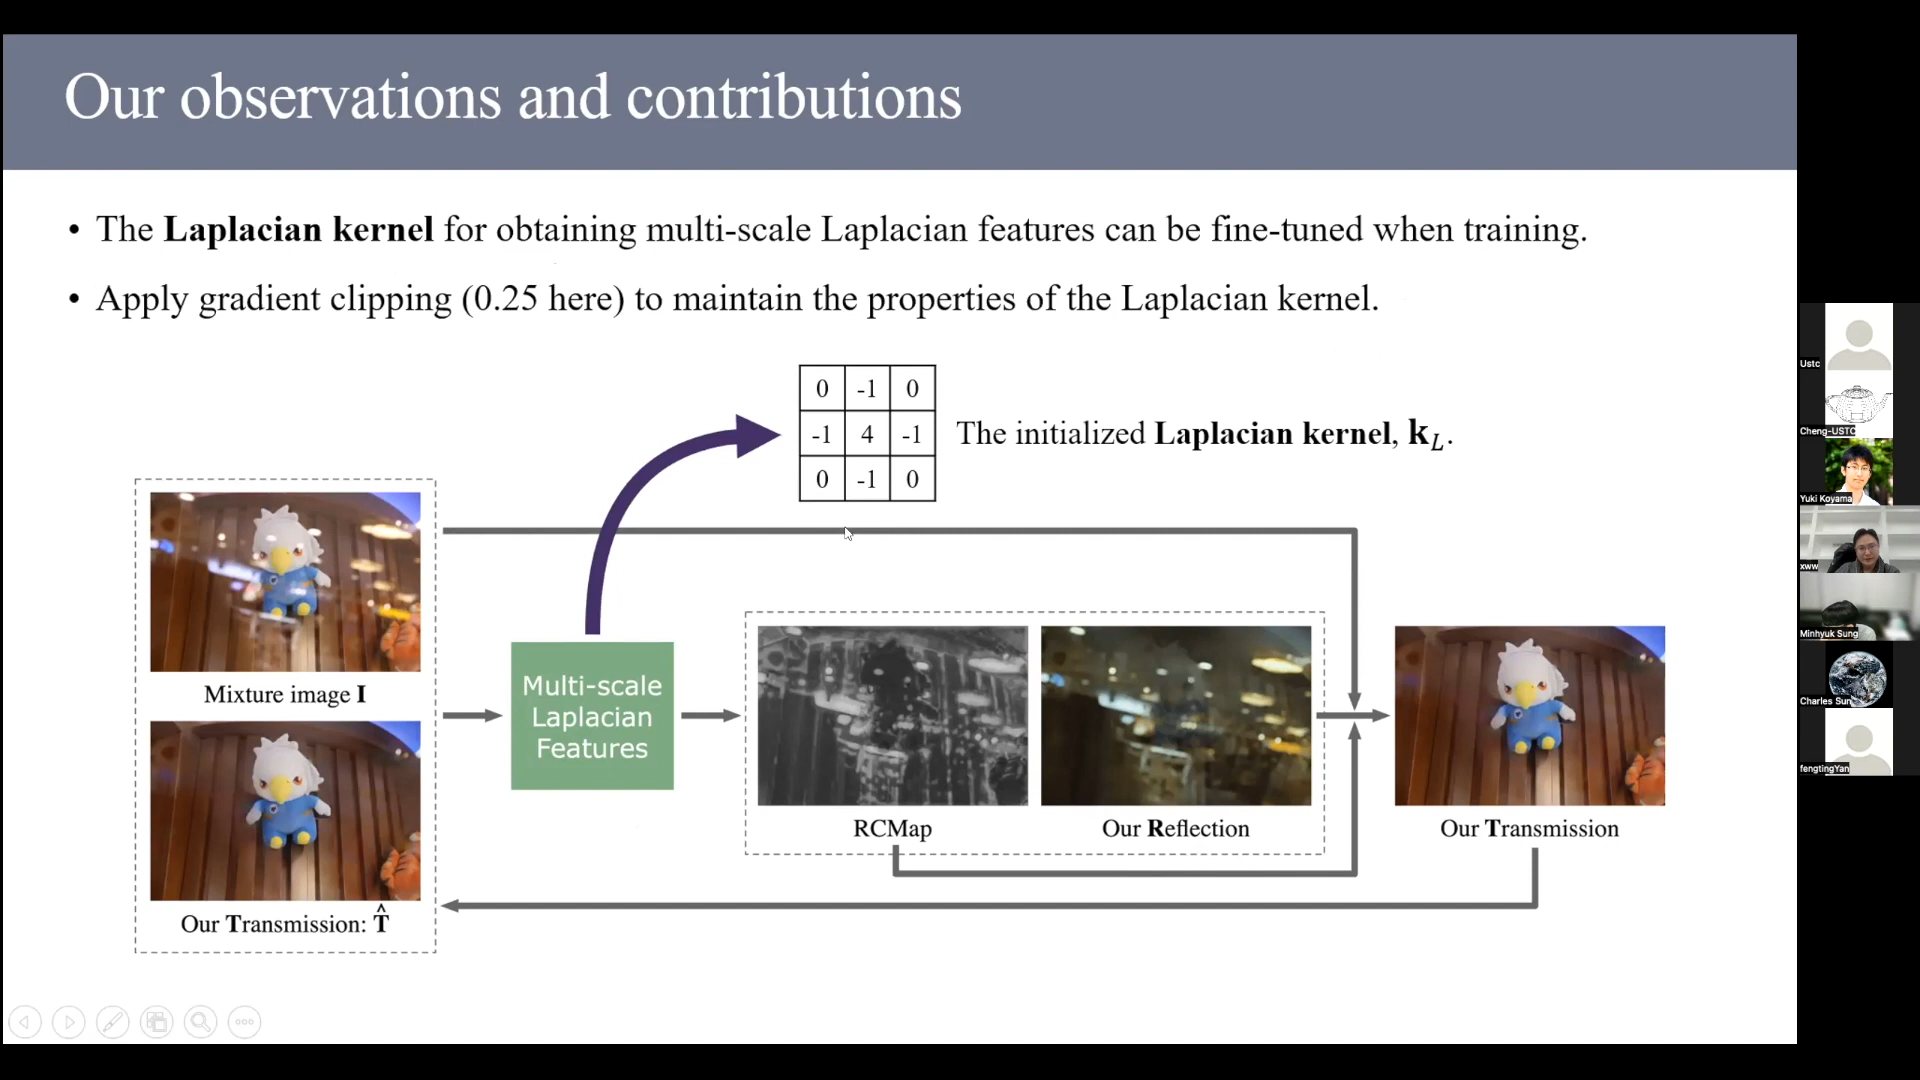 Our observations and contributions
• The Laplacian kernel for obtaining multi-scale Laplacian features can be fine-tuned when training.
• Apply gradient clipping (0.25 here) to maintain the properties of the Laplacian kernel.
0 -1 0
-1 4 -1
0 -1 0
The initialized Laplacian kernel, k_L.
Mixture image I
Our Transmission: T̂
Multi-scale
Laplacian
Features
RCMap
Our Reflection
Our Transmission
Ustc
Cheng-USTC
Yuki Koyama
xww
Minhyuk Sung
Charles Sun
fengtingYan